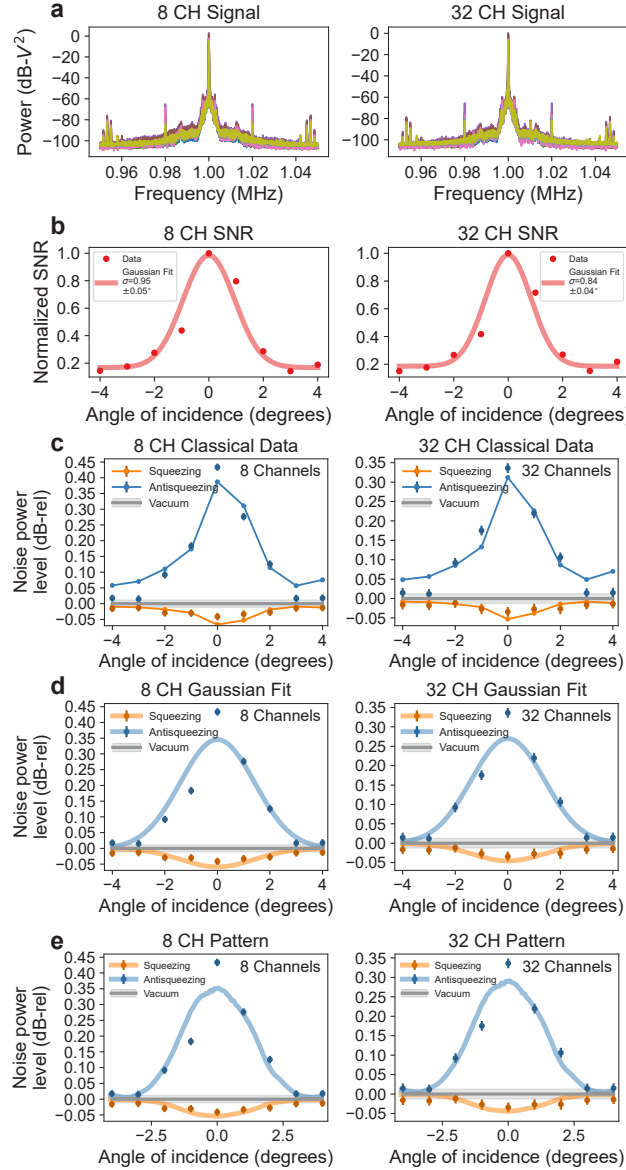 a
8 CH Signal
32 CH Signal
Power (dB-V²)
0
−20
−40
−60
−80
−100
0.96 0.98 1.00 1.02 1.04
Frequency (MHz)
0
−20
−40
−60
−80
−100
0.96 0.98 1.00 1.02 1.04
Frequency (MHz)
b
8 CH SNR
32 CH SNR
Normalized SNR
1.0
0.8
0.6
0.4
0.2
Data
Gaussian Fit
σ=0.95
±0.05°
−4 −2 0 2 4
Angle of incidence (degrees)
1.0
0.8
0.6
0.4
0.2
Data
Gaussian Fit
σ=0.84
±0.04°
−4 −2 0 2 4
Angle of incidence (degrees)
c
8 CH Classical Data
32 CH Classical Data
Noise power
level (dB-rel)
0.45
0.40
0.35
0.30
0.25
0.20
0.15
0.10
0.05
0.00
−0.05
Squeezing
Antisqueezing
Vacuum
8 Channels
−4 −2 0 2 4
Angle of incidence (degrees)
0.35
0.30
0.25
0.20
0.15
0.10
0.05
0.00
−0.05
Squeezing
Antisqueezing
Vacuum
32 Channels
−4 −2 0 2 4
Angle of incidence (degrees)
d
8 CH Gaussian Fit
32 CH Gaussian Fit
Noise power
level (dB-rel)
0.45
0.40
0.35
0.30
0.25
0.20
0.15
0.10
0.05
0.00
−0.05
Squeezing
Antisqueezing
Vacuum
8 Channels
−4 −2 0 2 4
Angle of incidence (degrees)
0.35
0.30
0.25
0.20
0.15
0.10
0.05
0.00
−0.05
Squeezing
Antisqueezing
Vacuum
32 Channels
−4 −2 0 2 4
Angle of incidence (degrees)
e
8 CH Pattern
32 CH Pattern
Noise power
level (dB-rel)
0.45
0.40
0.35
0.30
0.25
0.20
0.15
0.10
0.05
0.00
−0.05
Squeezing
Antisqueezing
Vacuum
8 Channels
−2.5 0.0 2.5
Angle of incidence (degrees)
0.35
0.30
0.25
0.20
0.15
0.10
0.05
0.00
−0.05
Squeezing
Antisqueezing
Vacuum
32 Channels
−2.5 0.0 2.5
Angle of incidence (degrees)